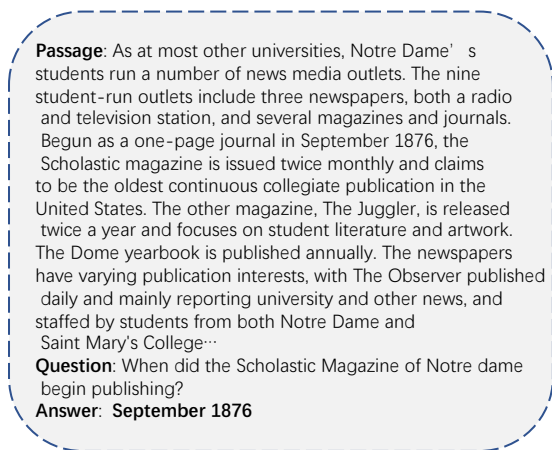 Passage: As at most other universities, Notre Dame' s
students run a number of news media outlets. The nine
student-run outlets include three newspapers, both a radio
and television station, and several magazines and journals.
Begun as a one-page journal in September 1876, the
Scholastic magazine is issued twice monthly and claims
to be the oldest continuous collegiate publication in the
United States. The other magazine, The Juggler, is released
twice a year and focuses on student literature and artwork.
The Dome yearbook is published annually. The newspapers
have varying publication interests, with The Observer published
daily and mainly reporting university and other news, and
staffed by students from both Notre Dame and
Saint Mary's College…
Question: When did the Scholastic Magazine of Notre dame
begin publishing?
Answer: September 1876